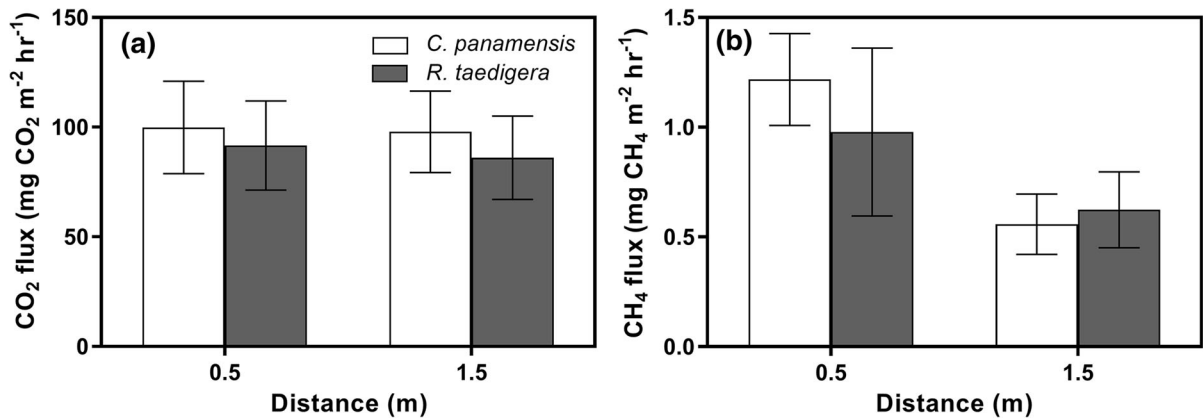 (a)
C. panamensis
R. taedigera
CO₂ flux (mg CO₂ m⁻² hr⁻¹)
150
100
50
0
0.5
1.5
Distance (m)
(b)
CH₄ flux (mg CH₄ m⁻² hr⁻¹)
1.5
1.0
0.5
0.0
0.5
1.5
Distance (m)